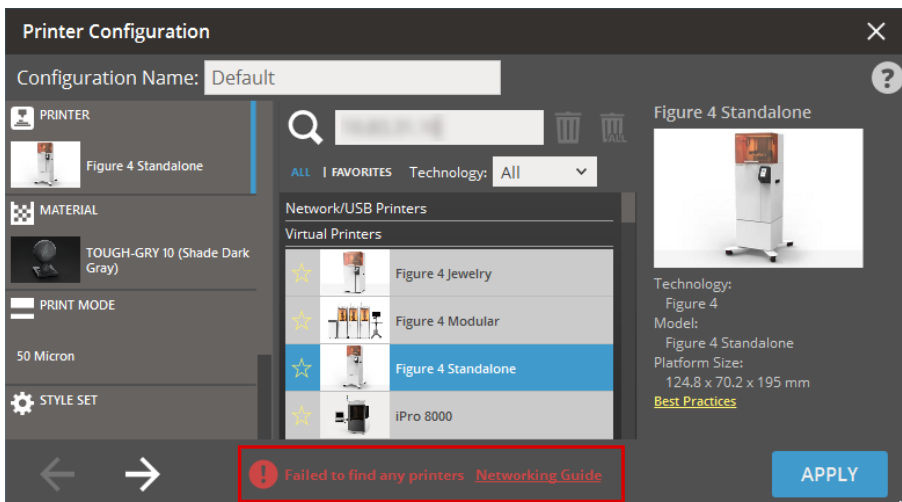 Printer Configuration
Configuration Name: Default
PRINTER
Figure 4 Standalone
MATERIAL
TOUGH-GRY 10 (Shade Dark
Gray)
PRINT MODE
50 Micron
STYLE SET
ALL
ALL | FAVORITES Technology: All
Network/USB Printers
Virtual Printers
Figure 4 Jewelry
Figure 4 Modular
Figure 4 Standalone
iPro 8000
Figure 4 Standalone
Technology:
Figure 4
Model:
Figure 4 Standalone
Platform Size:
124.8 x 70.2 x 195 mm
Best Practices
Failed to find any printers Networking Guide
APPLY